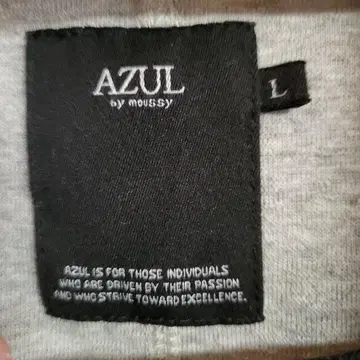 AZUL
by moussy
L
AZUL IS FOR THOSE INDIVIDUALS
WHO ARE DRIVEN BY THEIR PASSION
AND WHO STRIVE TOWARD EXCELLENCE.